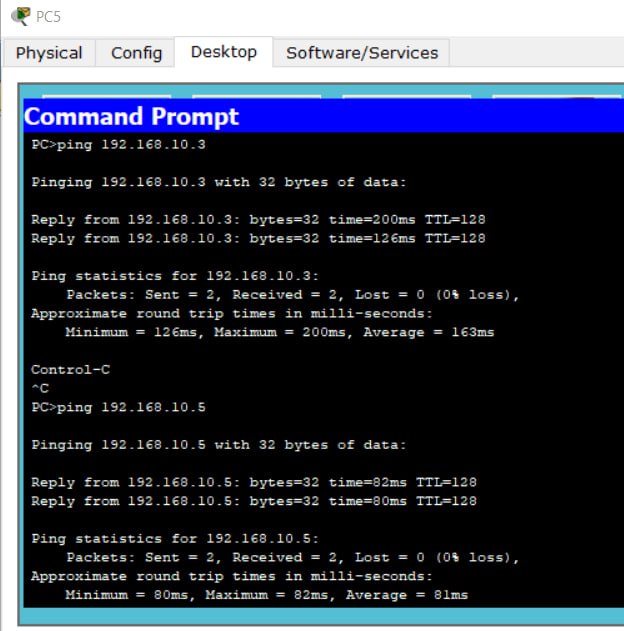 PC5
Physical Config Desktop Software/Services
Command Prompt
PC>ping 192.168.10.3
Pinging 192.168.10.3 with 32 bytes of data:
Reply from 192.168.10.3: bytes=32 time=200ms TTL=128
Reply from 192.168.10.3: bytes=32 time=126ms TTL=128
Ping statistics for 192.168.10.3:
Packets: Sent = 2, Received = 2, Lost = 0 (0% loss),
Approximate round trip times in milli-seconds:
Minimum = 126ms, Maximum = 200ms, Average = 163ms
Control-C
^C
PC>ping 192.168.10.5
Pinging 192.168.10.5 with 32 bytes of data:
Reply from 192.168.10.5: bytes=32 time=82ms TTL=128
Reply from 192.168.10.5: bytes=32 time=80ms TTL=128
Ping statistics for 192.168.10.5:
Packets: Sent = 2, Received = 2, Lost = 0 (0% loss),
Approximate round trip times in milli-seconds:
Minimum = 80ms, Maximum = 82ms, Average = 81ms